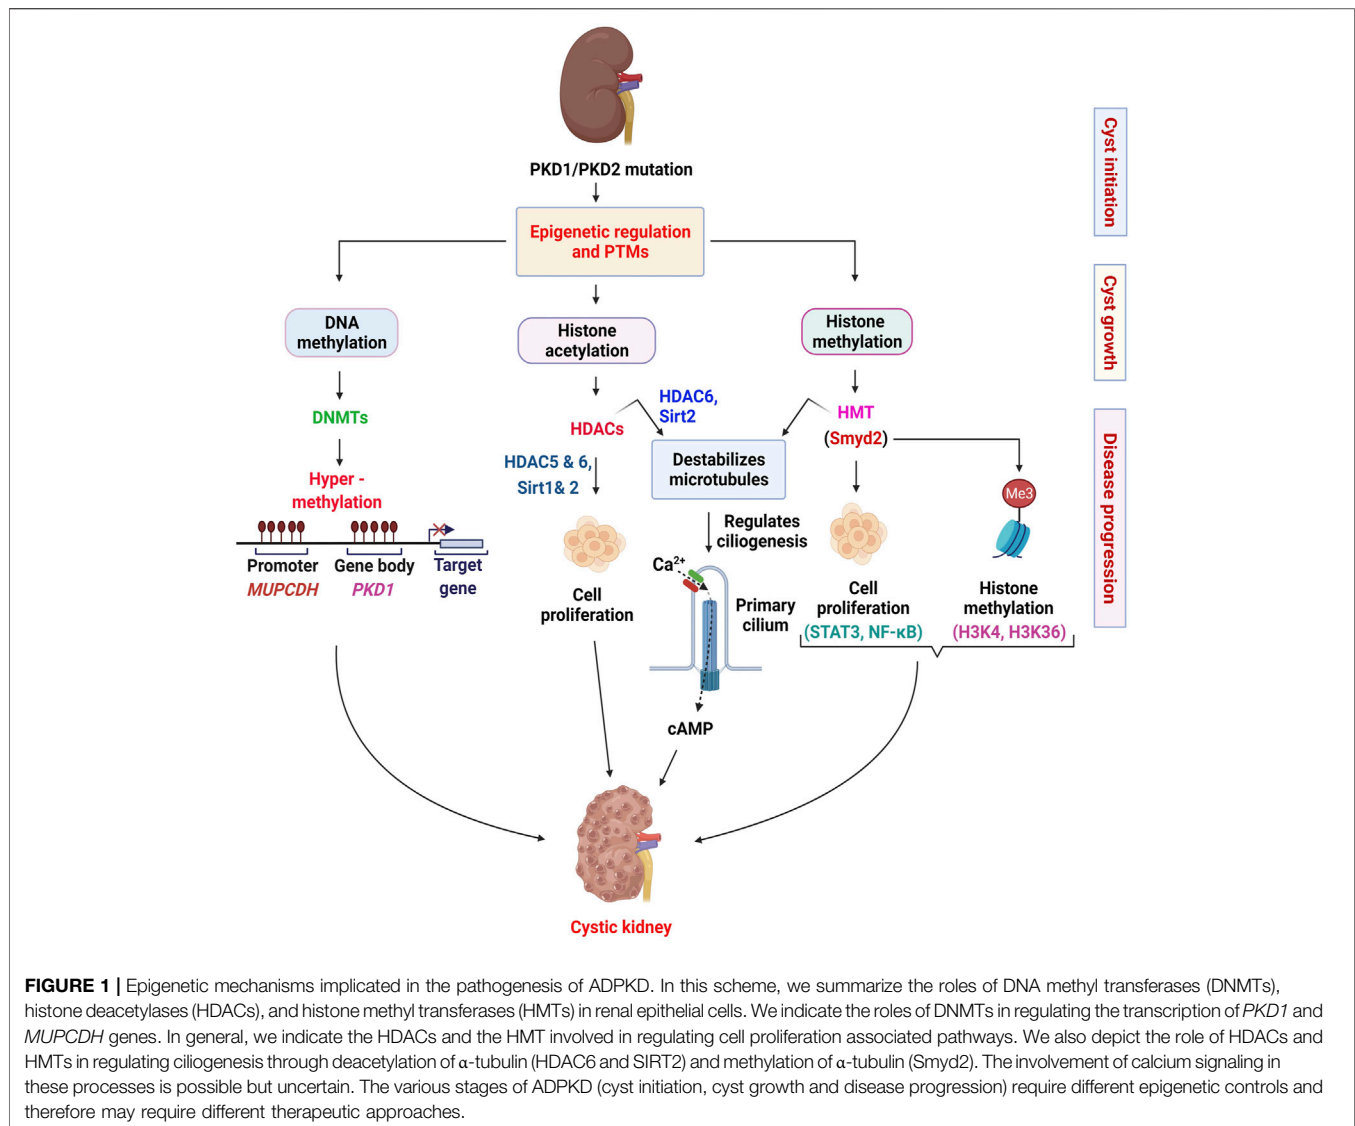 PKD1/PKD2 mutation
Epigenetic regulation
and PTMs
DNA
methylation
Histone
acetylation
Histone
methylation
DNMTs
HDACs
HDAC6,
Sirt2
HMT
(Smyd2)
Hyper -
methylation
HDAC5 & 6,
Sirt1& 2
Destabilizes
microtubules
Me3
Regulates
ciliogenesis
Promoter
MUPCDH
Gene body
PKD1
Target
gene
Cell
proliferation
Ca2+
Primary
cilium
Cell
proliferation
(STAT3, NF-κB)
Histone
methylation
(H3K4, H3K36)
cAMP
Cystic kidney
Cyst initiation
Cyst growth
Disease progression
FIGURE 1 | Epigenetic mechanisms implicated in the pathogenesis of ADPKD. In this scheme, we summarize the roles of DNA methyl transferases (DNMTs),
histone deacetylases (HDACs), and histone methyl transferases (HMTs) in renal epithelial cells. We indicate the roles of DNMTs in regulating the transcription of PKD1 and
MUPCDH genes. In general, we indicate the HDACs and the HMT involved in regulating cell proliferation associated pathways. We also depict the role of HDACs and
HMTs in regulating ciliogenesis through deacetylation of α-tubulin (HDAC6 and SIRT2) and methylation of α-tubulin (Smyd2). The involvement of calcium signaling in
these processes is possible but uncertain. The various stages of ADPKD (cyst initiation, cyst growth and disease progression) require different epigenetic controls and
therefore may require different therapeutic approaches.